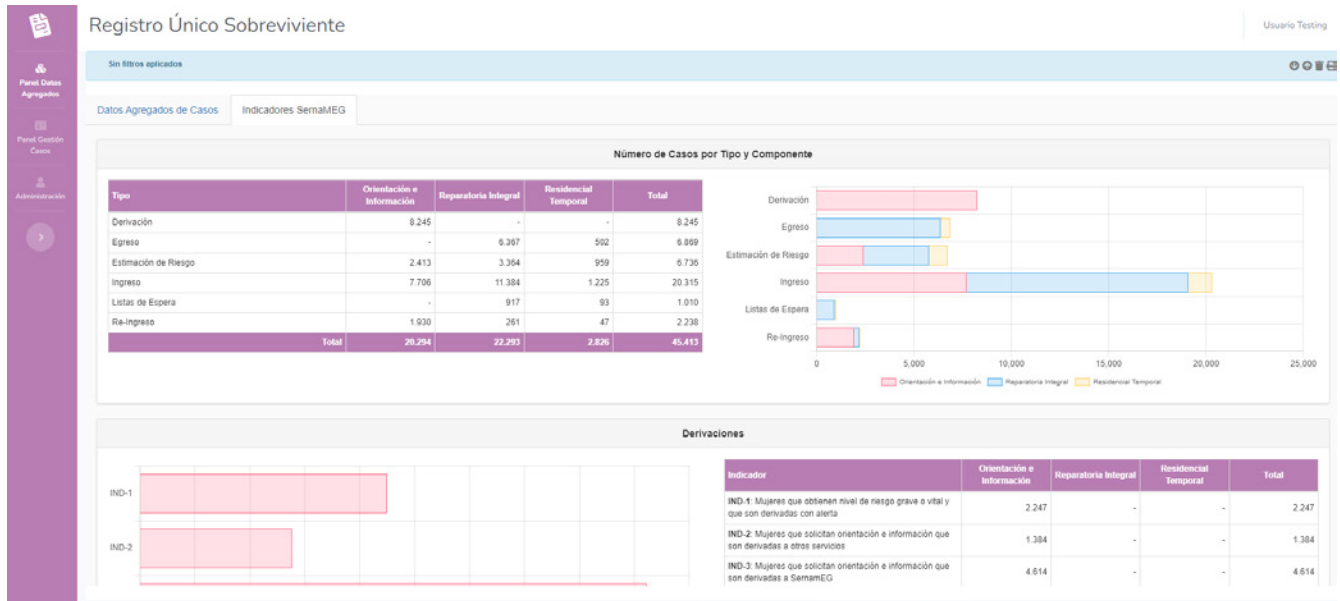 Registro Único Sobreviviente
Usuario Testing
Panel Datos
Agregados
Panel Gestión
Casos
Administración
Sin filtros aplicados
Datos Agregados de Casos
Indicadores SernaMEG
Número de Casos por Tipo y Componente
Tipo Orientación e Información Reparatoria Integral Residencial Temporal Total
Derivación 8.245 - - 8.245
Egreso - 6.367 502 6.869
Estimación de Riesgo 2.413 3.364 959 6.736
Ingreso 7.706 11.384 1.225 20.315
Listas de Espera - 917 93 1.010
Re-Ingreso 1.930 261 47 2.238
Total 20.294 22.293 2.826 45.413
Derivación
Egreso
Estimación de Riesgo
Ingreso
Listas de Espera
Re-Ingreso
0 5,000 10,000 15,000 20,000 25,000
Orientación e Información Reparatoria Integral Residencial Temporal
Derivaciones
IND-1
IND-2
Indicador Orientación e Información Reparatoria Integral Residencial Temporal Total
IND-1: Mujeres que obtienen nivel de riesgo grave o vital y
que son derivadas con alerta 2.247 - - 2.247
IND-2: Mujeres que solicitan orientación e información que
son derivadas a otros servicios 1.384 - - 1.384
IND-3: Mujeres que solicitan orientación e información que
son derivadas a SernamEG 4.614 - - 4.614